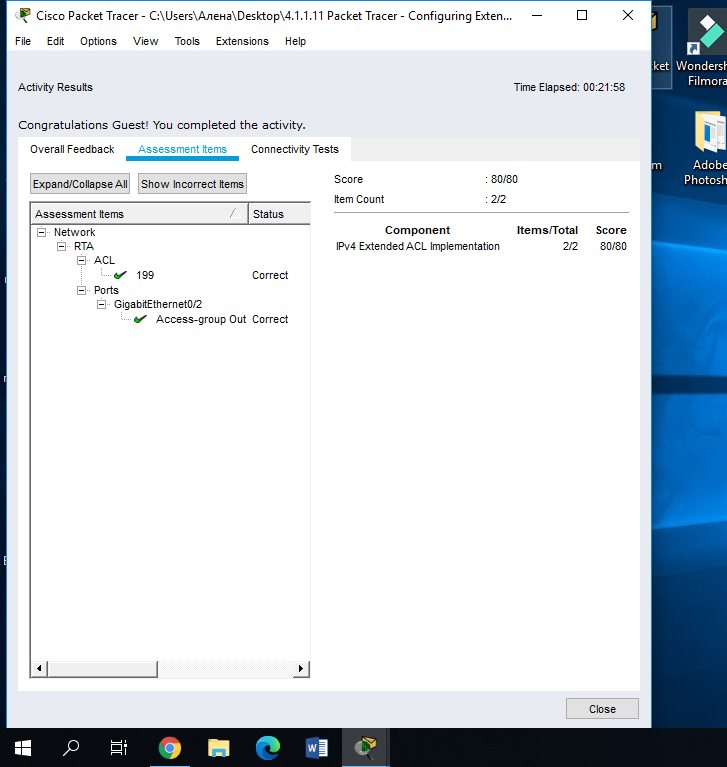 Cisco Packet Tracer - C:\Users\Алена\Desktop\4.1.1.11 Packet Tracer - Configuring Exten...
File Edit Options View Tools Extensions Help
Activity Results
Time Elapsed: 00:21:58
Congratulations Guest! You completed the activity.
Overall Feedback Assessment Items Connectivity Tests
Expand/Collapse All Show Incorrect Items
Assessment Items Status
Network
RTA
ACL
199 Correct
Ports
GigabitEthernet0/2
Access-group Out Correct
Score : 80/80
Item Count : 2/2
Component Items/Total Score
IPv4 Extended ACL Implementation 2/2 80/80
Close
ket
Wondersh
Filmora
m
Adobe
Photosh